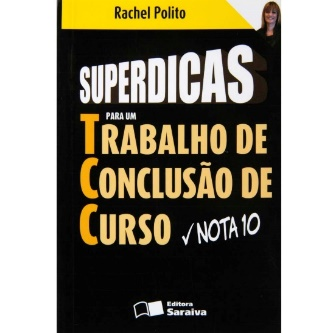 Rachel Polito
SUPERDICAS
PARA UM
TRABALHO DE
CONCLUSÃO DE
CURSO ✓ NOTA 10
Editora
Saraiva